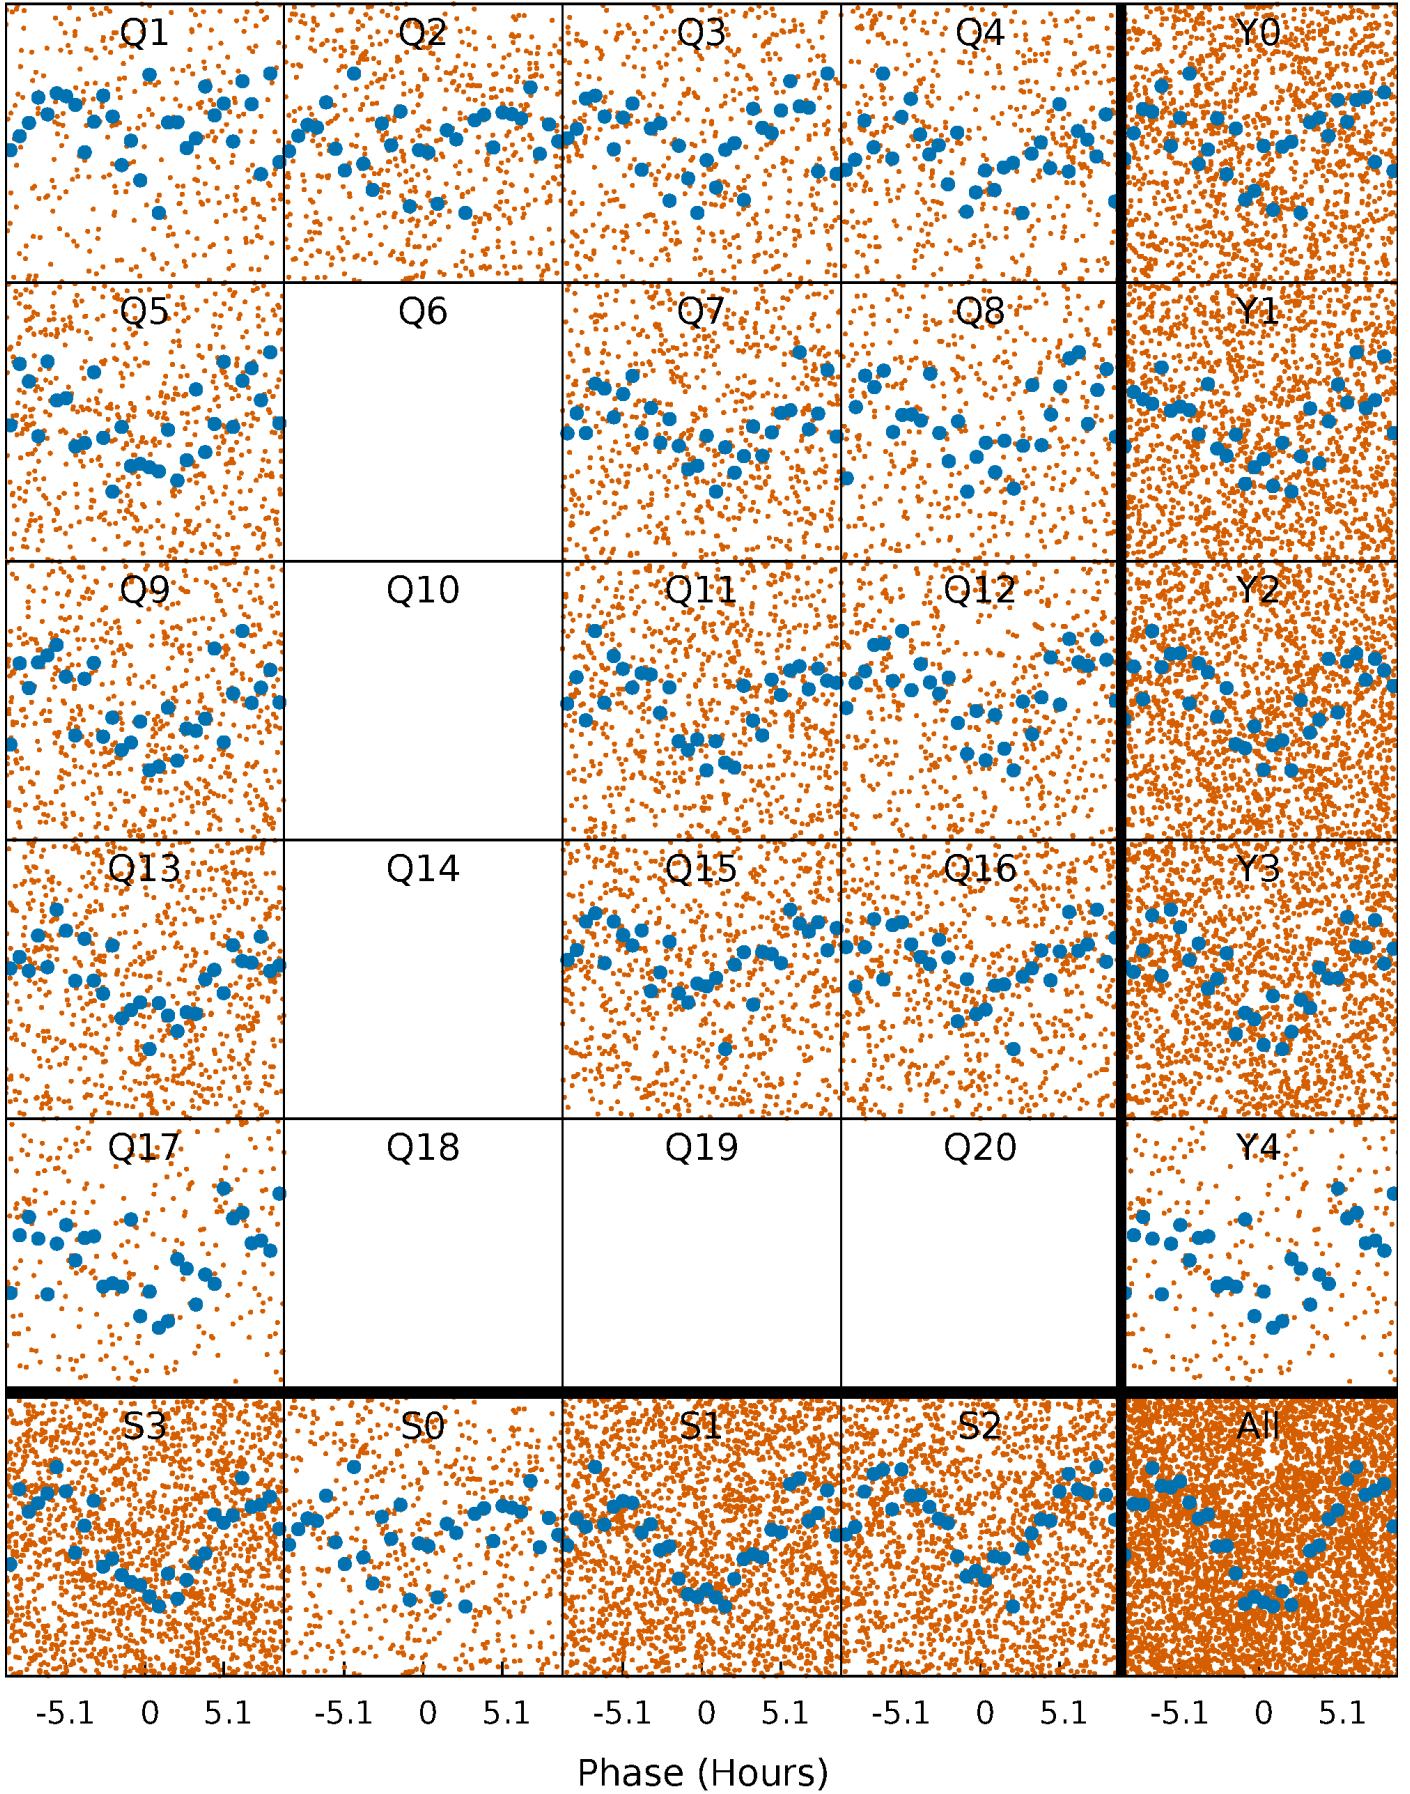 Q1 Q2 Q3 Q4 Y0
Q5 Q6 Q7 Q8 Y1
Q9 Q10 Q11 Q12 Y2
Q13 Q14 Q15 Q16 Y3
Q17 Q18 Q19 Q20 Y4
S3 S0 S1 S2 All
-5.1 0 5.1 -5.1 0 5.1 -5.1 0 5.1 -5.1 0 5.1 -5.1 0 5.1
Phase (Hours)